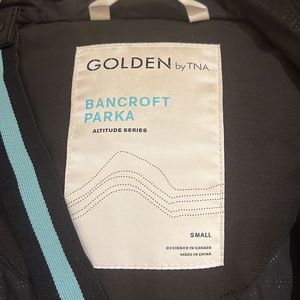 GOLDEN by TNA
BANCROFT
PARKA
ALTITUDE SERIES
SMALL
DESIGNED IN CANADA
MADE IN CHINA